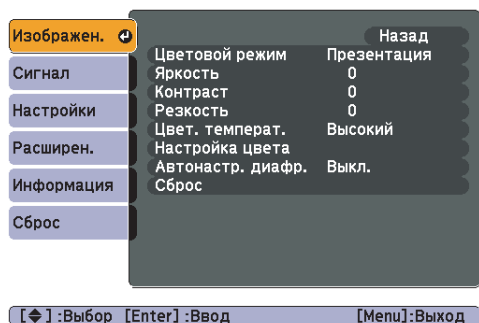 Изображен.
Сигнал
Настройки
Расширен.
Информация
Сброс
Назад
Цветовой режим Презентация
Яркость 0
Контраст 0
Резкость 0
Цвет. температ. Высокий
Настройка цвета
Автонастр. диафр. Выкл.
Сброс
[ ] :Выбор [Enter] :Ввод [Menu]:Выход